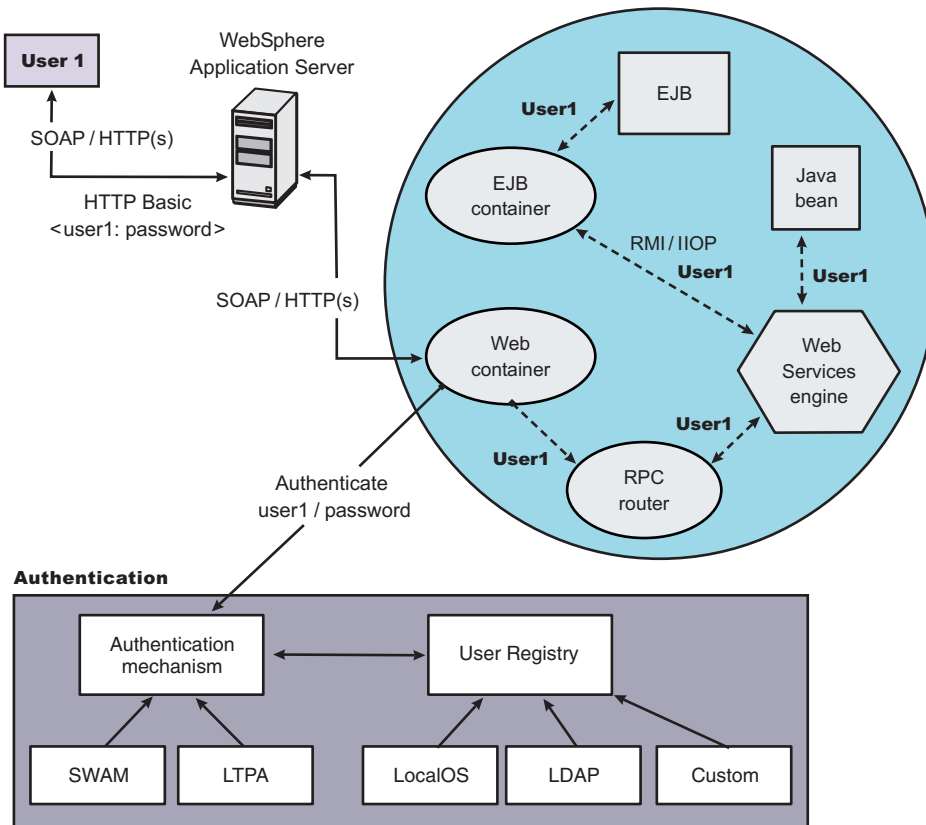 User 1
WebSphere
Application Server
SOAP / HTTP(s)
HTTP Basic
<user1: password>
SOAP / HTTP(s)
EJB
User1
EJB
container
Java
bean
RMI / IIOP
User1
User1
Web
container
Web
Services
engine
User1
User1
RPC
router
Authenticate
user1 / password
Authentication
Authentication
mechanism
User Registry
SWAM
LTPA
LocalOS
LDAP
Custom